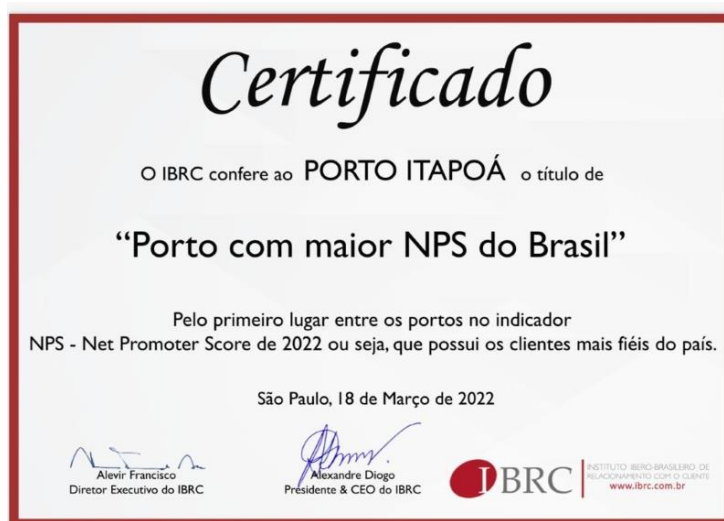 Certificado
O IBRC confere ao PORTO ITAPOÁ o título de
“Porto com maior NPS do Brasil”
Pelo primeiro lugar entre os portos no indicador
NPS - Net Promoter Score de 2022 ou seja, que possui os clientes mais fiéis do país.
São Paulo, 18 de Março de 2022
Alevir Francisco
Diretor Executivo do IBRC
Alexandre Diogo
Presidente & CEO do IBRC
IBRC
INSTITUTO IBERO-BRASILEIRO DE
RELACIONAMENTO COM O CLIENTE
www.ibrc.com.br